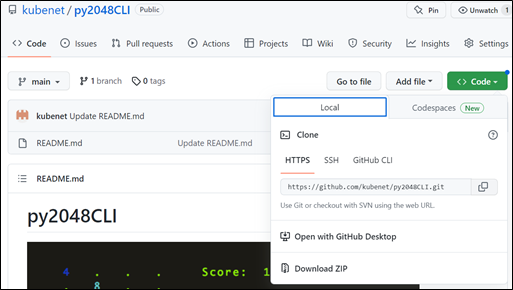 kubenet / py2048CLI Public Pin Unwatch 1
Code Issues Pull requests Actions Projects Wiki Security Insights Settings
main 1 branch 0 tags Go to file Add file Code
Local Codespaces New
kubenet Update README.md
Clone
README.md Update README.md
HTTPS SSH GitHub CLI
README.md
https://github.com/kubenet/py2048CLI.git
Use Git or checkout with SVN using the web URL.
py2048CLI
Open with GitHub Desktop
4 . . . Score: 1
Download ZIP
. 8 . .